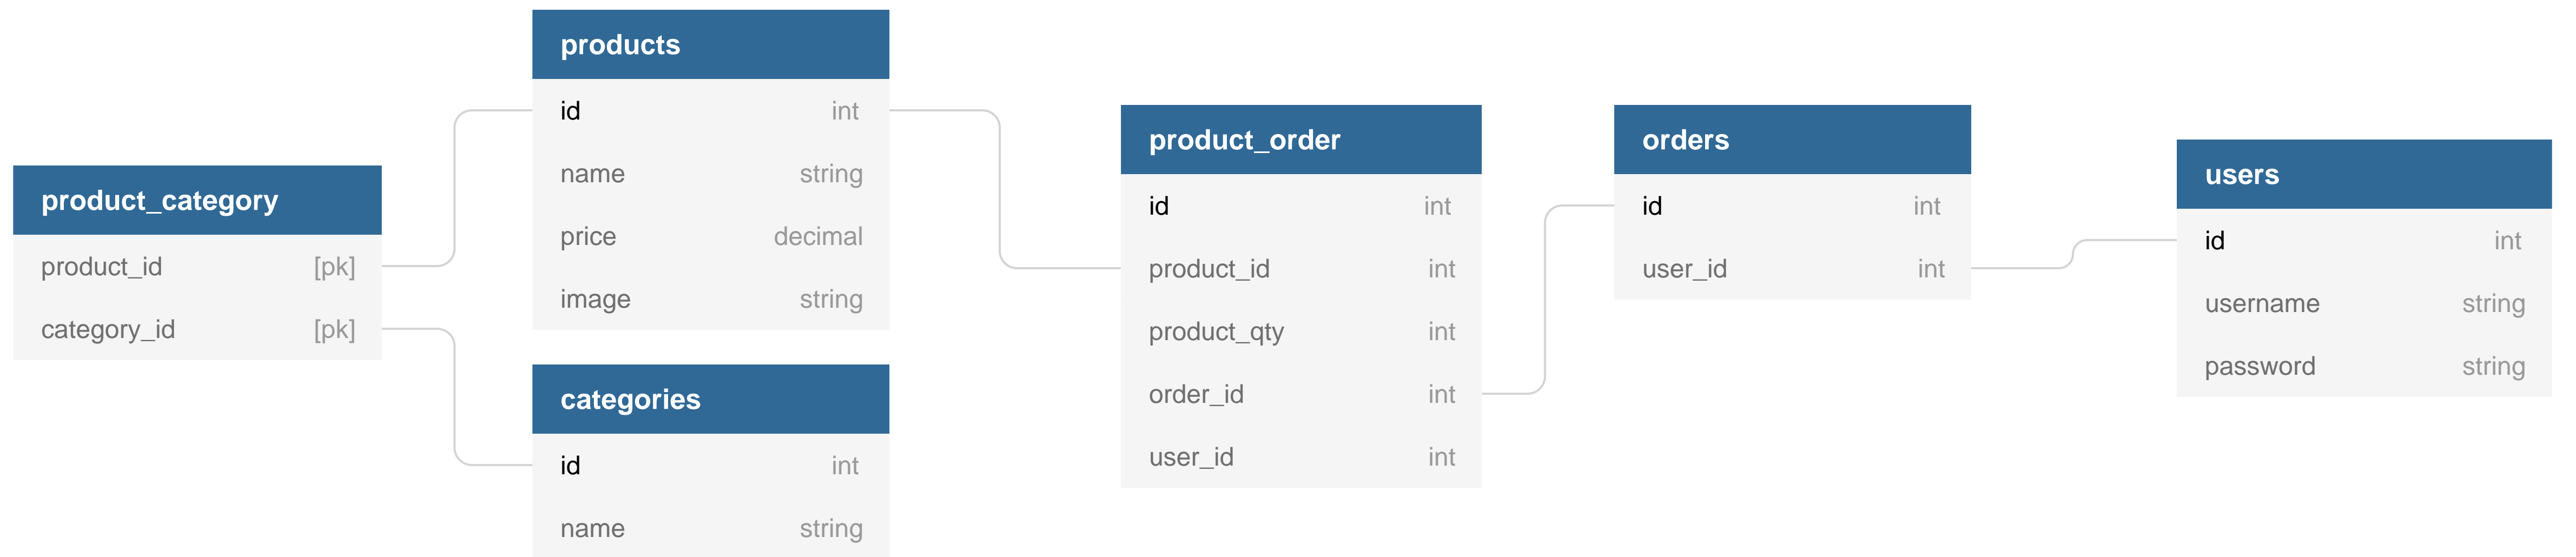 product_category
product_id [pk]
category_id [pk]
products
id int
name string
price decimal
image string
categories
id int
name string
product_order
id int
product_id int
product_qty int
order_id int
user_id int
orders
id int
user_id int
users
id int
username string
password string